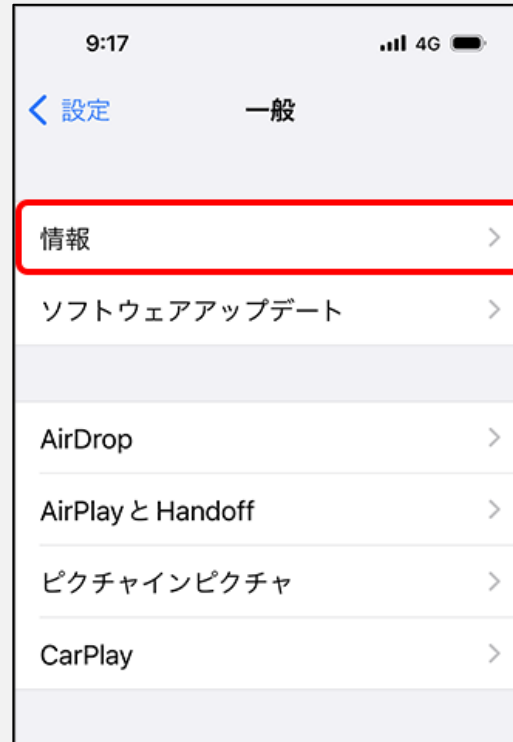 9:17 4G
設定 一般
情報
ソフトウェアアップデート
AirDrop
AirPlayとHandoff
ピクチャインピクチャ
CarPlay